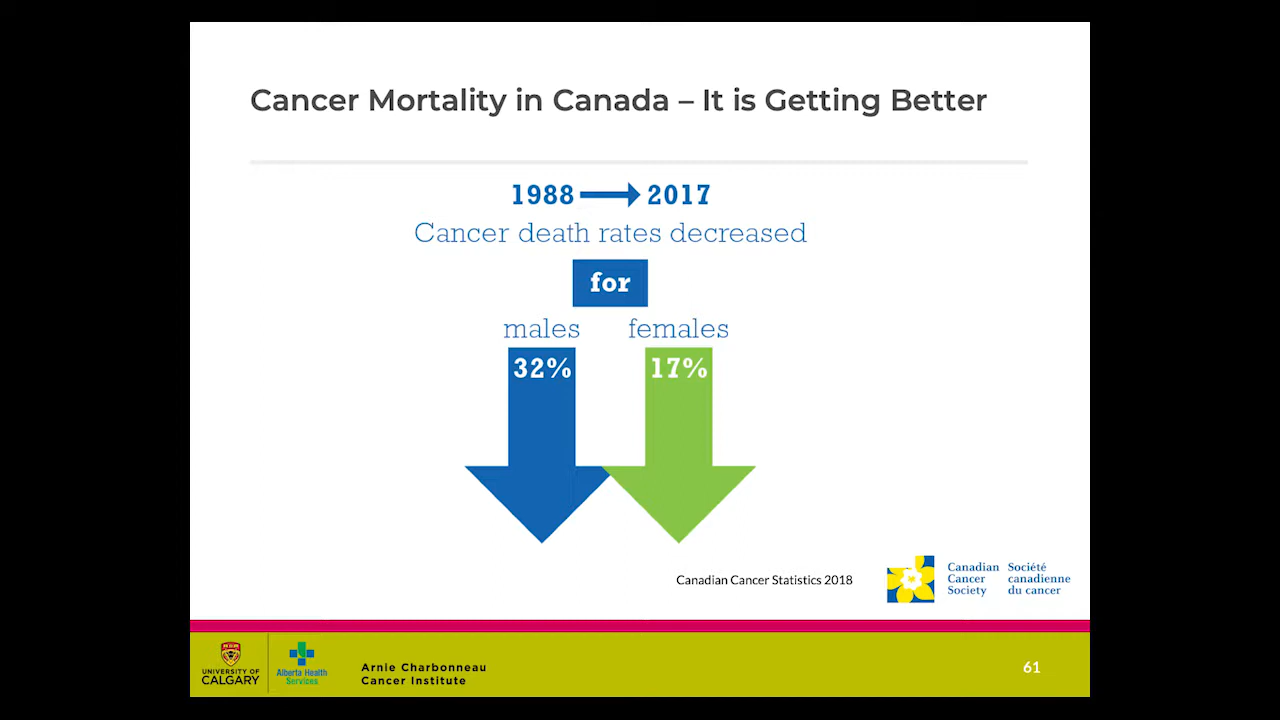 Cancer Mortality in Canada – It is Getting Better
1988 → 2017
Cancer death rates decreased
for
males females
32% 17%
Canadian Cancer Statistics 2018
Canadian Cancer Society
Société canadienne du cancer
UNIVERSITY OF
CALGARY
Alberta Health
Services
Arnie Charbonneau
Cancer Institute
61